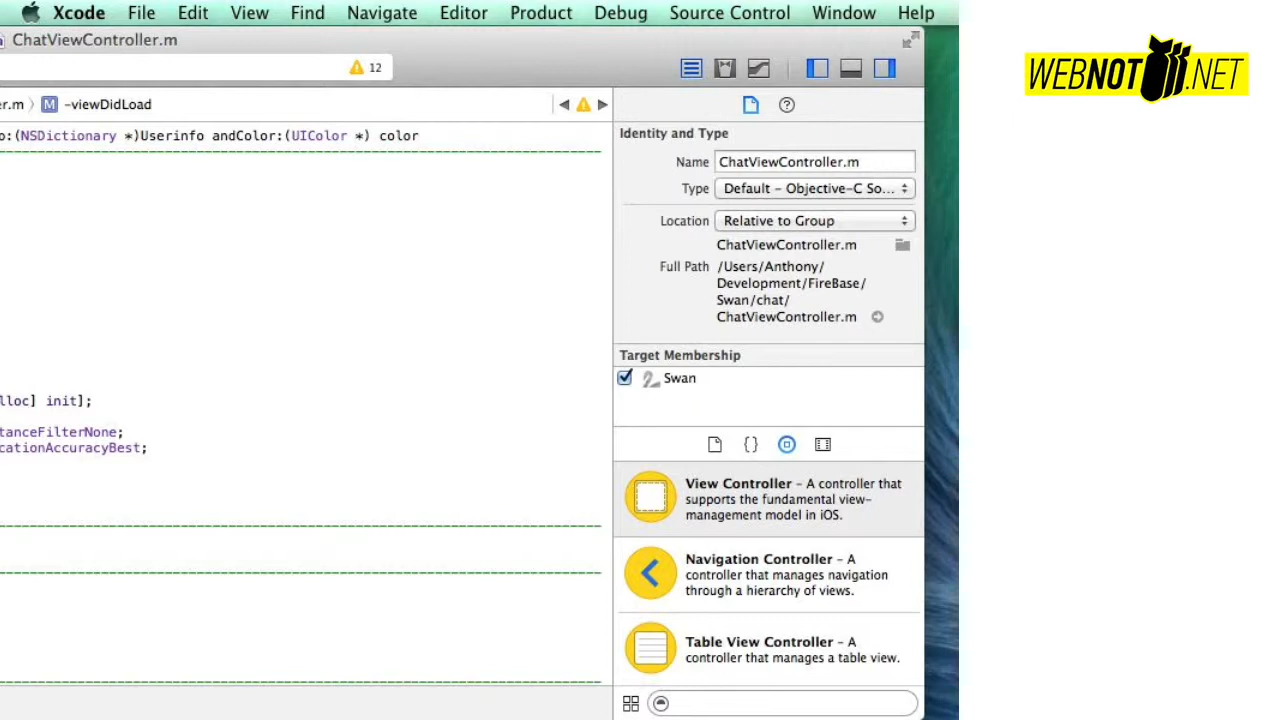 Xcode File Edit View Find Navigate Editor Product Debug Source Control Window Help
ChatViewController.m
12
er.m -viewDidLoad
o:(NSDictionary *)Userinfo andColor:(UIColor *) color
lloc] init];
tanceFilterNone;
cationAccuracyBest;
Identity and Type
Name ChatViewController.m
Type Default - Objective-C So...
Location Relative to Group
ChatViewController.m
Full Path /Users/Anthony/
Development/FireBase/
Swan/chat/
ChatViewController.m
Target Membership
Swan
View Controller - A controller that
supports the fundamental view-
management model in iOS.
Navigation Controller - A
controller that manages navigation
through a hierarchy of views.
Table View Controller - A
controller that manages a table view.
WEBNOT.NET